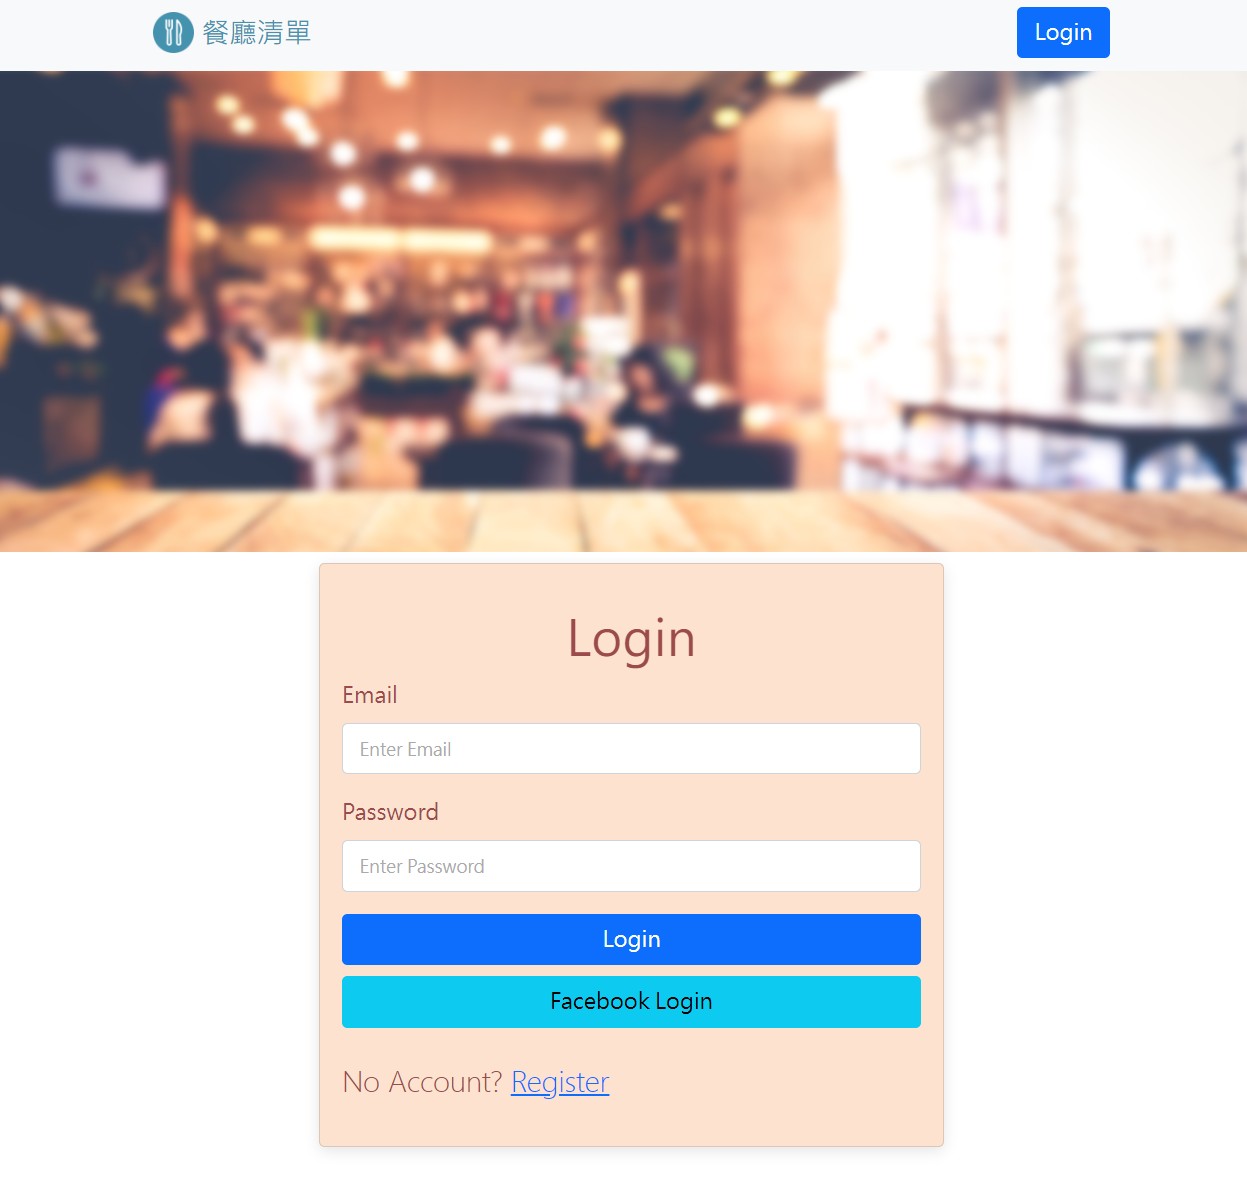 餐廳清單
Login
Login
Email
Enter Email
Password
Enter Password
Login
Facebook Login
No Account? Register